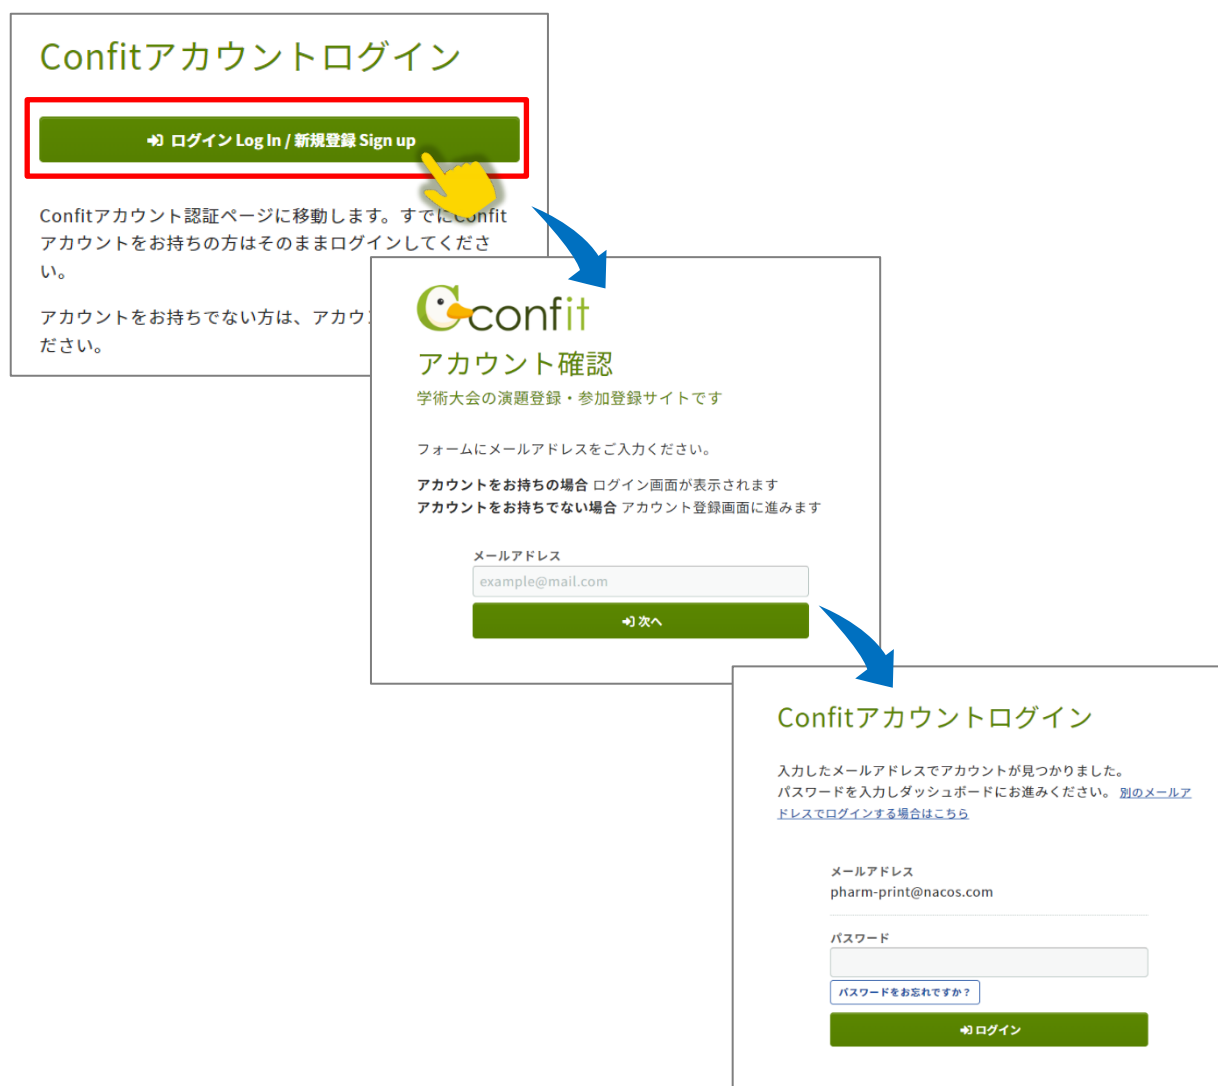 Confitアカウントログイン
ログイン Log In / 新規登録 Sign up
Confitアカウント認証ページに移動します。すでにConfit
アカウントをお持ちの方はそのままログインしてくださ
い。
アカウントをお持ちでない方は、アカウ
ださい。
confit
アカウント確認
学術大会の演題登録・参加登録サイトです
フォームにメールアドレスをご入力ください。
アカウントをお持ちの場合 ログイン画面が表示されます
アカウントをお持ちでない場合 アカウント登録画面に進みます
メールアドレス
example@mail.com
次へ
Confitアカウントログイン
入力したメールアドレスでアカウントが見つかりました。
パスワードを入力しダッシュボードにお進みください。 別のメールア
ドレスでログインする場合はこちら
メールアドレス
pharm-print@nacos.com
パスワード
パスワードをお忘れですか？
ログイン